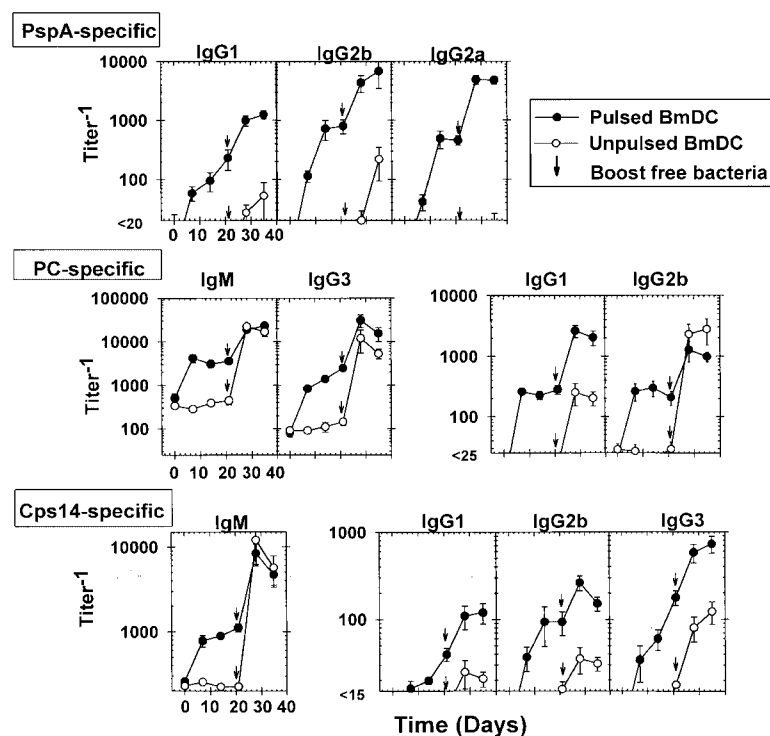 PspA-specific
IgG1
IgG2b
IgG2a
10000
1000
100
<20
Titer-1
0 10 20 30 40
Pulsed BmDC
Unpulsed BmDC
Boost free bacteria
PC-specific
IgM
IgG3
IgG1
IgG2b
100000
10000
1000
100
Titer-1
0 10 20 30 40
10000
1000
100
<25
Cps14-specific
IgM
IgG1
IgG2b
IgG3
10000
1000
Titer-1
0 10 20 30 40
1000
100
<15
Time (Days)